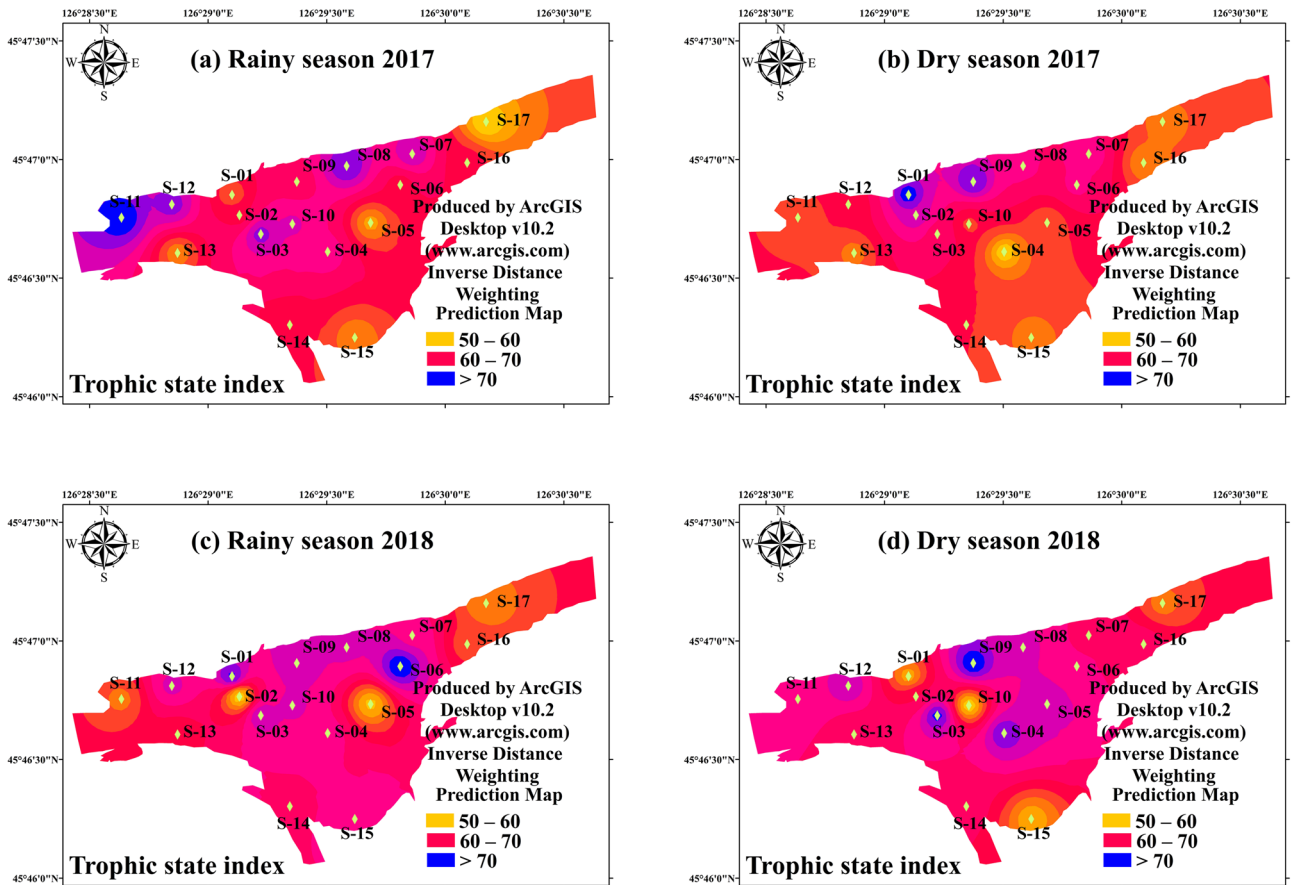 126°28'30"E 126°29'0"E 126°29'30"E 126°30'0"E 126°30'30"E
45°47'30"N
45°47'0"N
45°46'30"N
45°46'0"N
N
W E
S
(a) Rainy season 2017
S-17
S-07
S-08
S-09
S-16
S-01
S-12
S-11
S-06
S-02
S-10
S-05
S-13
S-03
S-04
S-14
S-15
Produced by ArcGIS
Desktop v10.2
(www.arcgis.com)
Inverse Distance
Weighting
Prediction Map
50 – 60
60 – 70
> 70
Trophic state index
126°28'30"E 126°29'0"E 126°29'30"E 126°30'0"E 126°30'30"E
45°47'30"N
45°47'0"N
45°46'30"N
45°46'0"N
N
W E
S
(b) Dry season 2017
S-17
S-07
S-08
S-09
S-16
S-01
S-12
S-11
S-06
S-02
S-10
S-05
S-13
S-03
S-04
S-14
S-15
Produced by ArcGIS
Desktop v10.2
(www.arcgis.com)
Inverse Distance
Weighting
Prediction Map
50 – 60
60 – 70
> 70
Trophic state index
126°28'30"E 126°29'0"E 126°29'30"E 126°30'0"E 126°30'30"E
45°47'30"N
45°47'0"N
45°46'30"N
45°46'0"N
N
W E
S
(c) Rainy season 2018
S-17
S-07
S-08
S-09
S-16
S-01
S-12
S-11
S-06
S-02
S-10
S-05
S-13
S-03
S-04
S-14
S-15
Produced by ArcGIS
Desktop v10.2
(www.arcgis.com)
Inverse Distance
Weighting
Prediction Map
50 – 60
60 – 70
> 70
Trophic state index
126°28'30"E 126°29'0"E 126°29'30"E 126°30'0"E 126°30'30"E
45°47'30"N
45°47'0"N
45°46'30"N
45°46'0"N
N
W E
S
(d) Dry season 2018
S-17
S-07
S-08
S-09
S-16
S-01
S-12
S-11
S-06
S-02
S-10
S-05
S-13
S-03
S-04
S-14
S-15
Produced by ArcGIS
Desktop v10.2
(www.arcgis.com)
Inverse Distance
Weighting
Prediction Map
50 – 60
60 – 70
> 70
Trophic state index